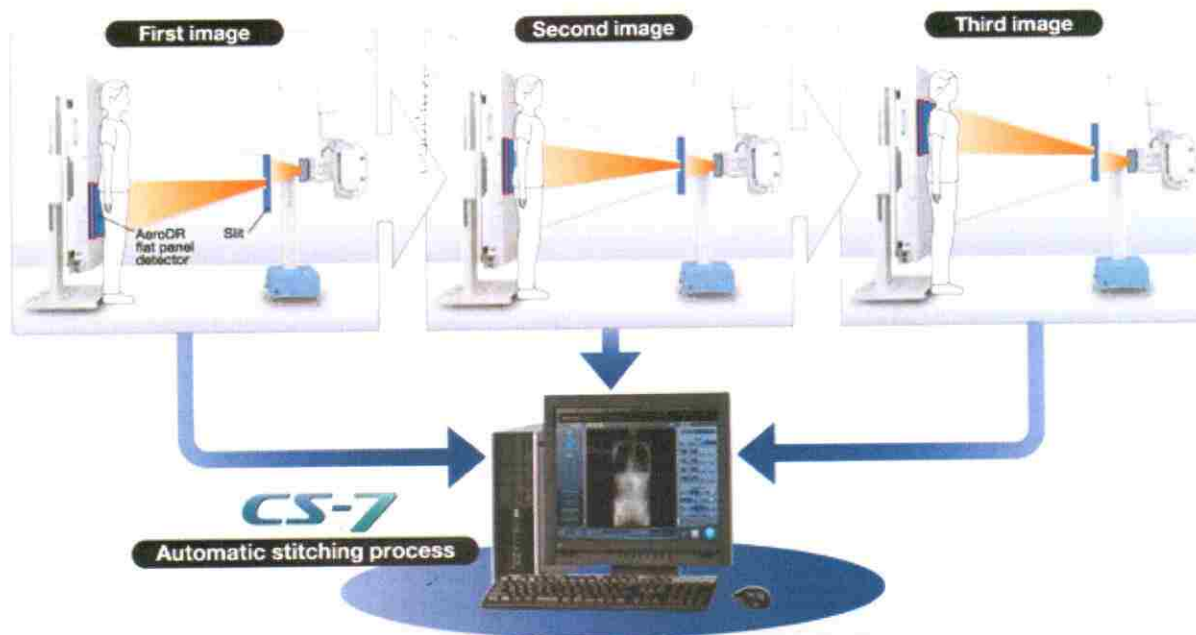 First image
Second image
Third image
AeroDR
flat panel
detector
Slit
CS-7
Automatic stitching process